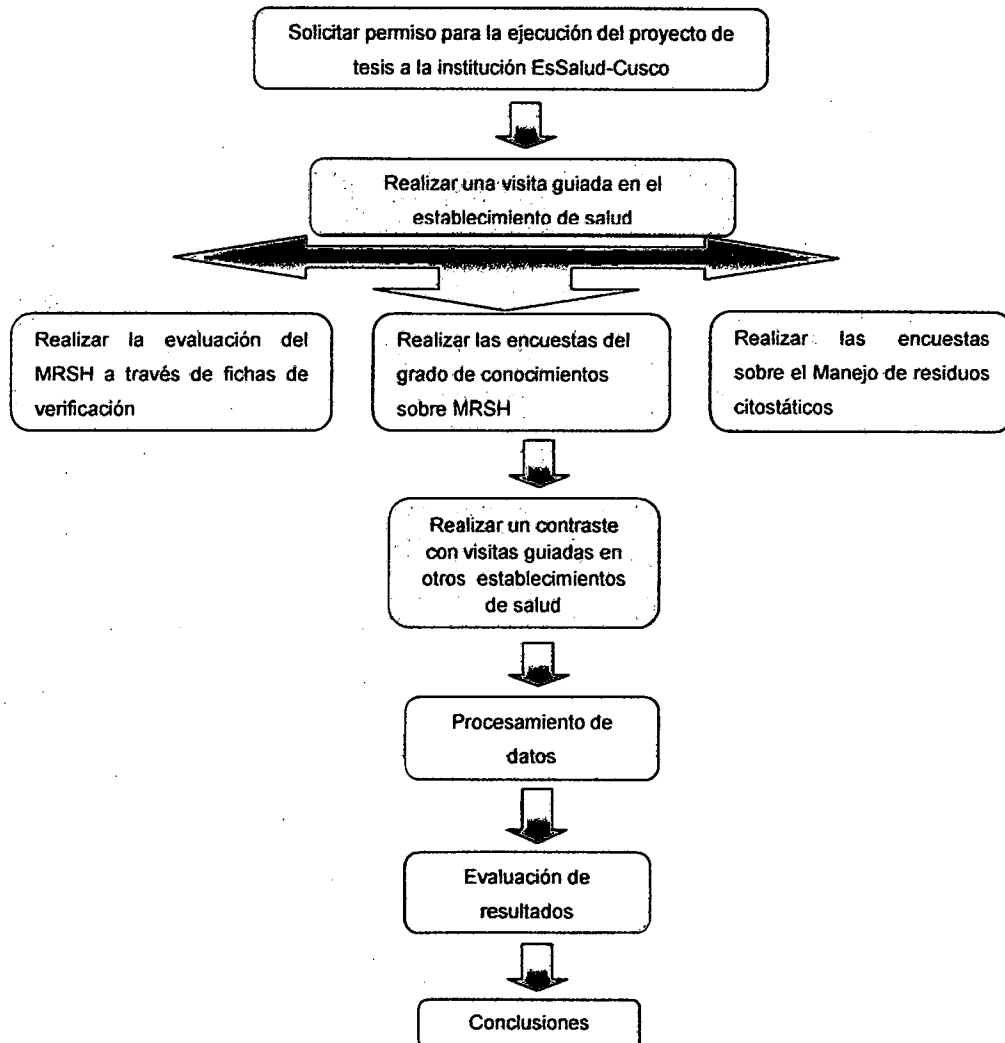 Solicitar permiso para la ejecución del proyecto de
tesis a la institución EsSalud-Cusco
Realizar una visita guiada en el
establecimiento de salud
Realizar la evaluación del
MRSH a través de fichas de
verificación
Realizar las encuestas del
grado de conocimientos
sobre MRSH
Realizar las encuestas
sobre el Manejo de residuos
citostáticos
Realizar un contraste
con visitas guiadas en
otros establecimientos
de salud
Procesamiento de
datos
Evaluación de
resultados
Conclusiones